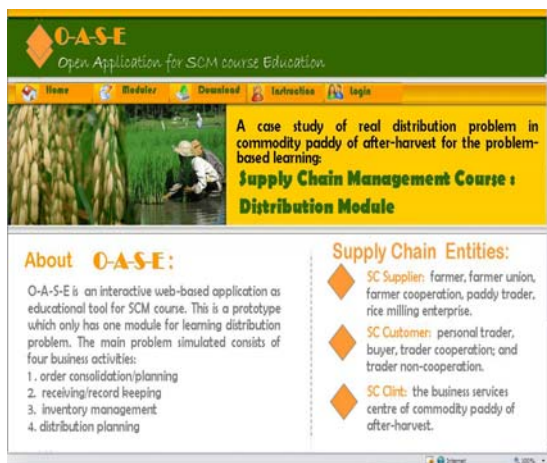 O-A-S-E
Open Application for SCM course Education
Home Modules Download Instruction login
A case study of real distribution problem in
commodity paddy of after-harvest for the problem-
based learning:
Supply Chain Management Course :
Distribution Module
About O-A-S-E:
O-A-S-E is an interactive web-based application as
educational tool for SCM course. This is a prototype
which only has one module for learning distribution
problem. The main problem simulated consists of
four business activities:
1. order consolidation/planning
2. receiving/record keeping
3. inventory management
4. distribution planning
Supply Chain Entities:
SC Supplier: farmer, farmer union,
farmer cooperation, paddy trader,
rice milling enterprise.
SC Customer: personal trader,
buyer, trader cooperation; and
trader non-cooperation.
SC Clint: the business services
centre of commodity paddy of
after-harvest.
Internet 100%